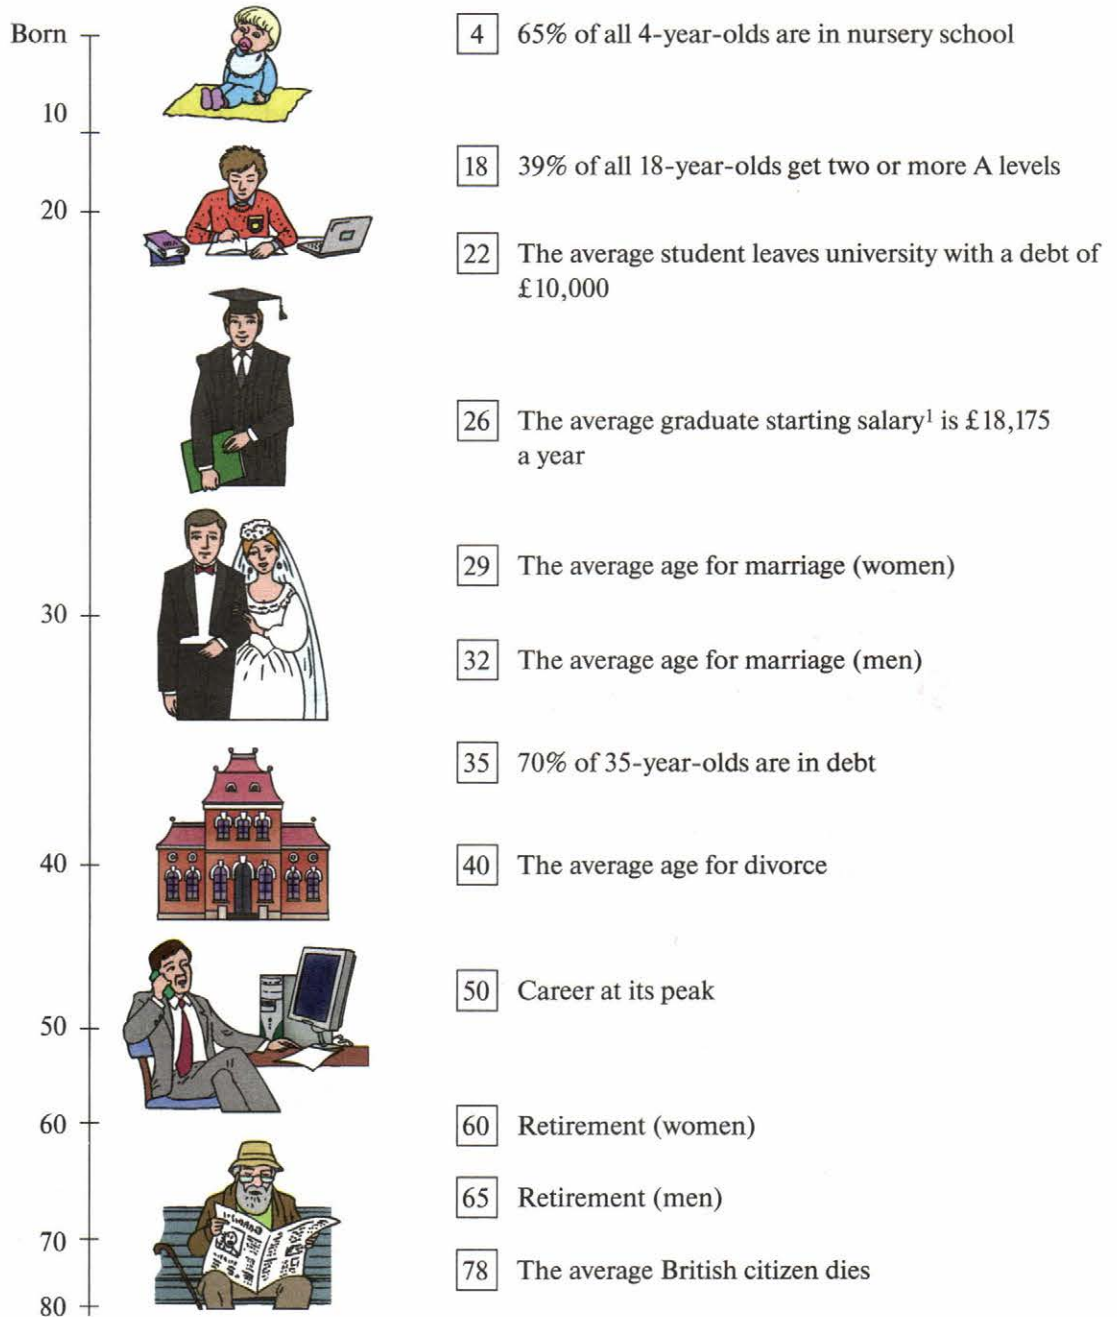 Born
4 65% of all 4-year-olds are in nursery school
10
18 39% of all 18-year-olds get two or more A levels
20
22 The average student leaves university with a debt of
£10,000
26 The average graduate starting salary¹ is £18,175
a year
29 The average age for marriage (women)
30
32 The average age for marriage (men)
35 70% of 35-year-olds are in debt
40
40 The average age for divorce
50 Career at its peak
50
60
60 Retirement (women)
65 Retirement (men)
70
78 The average British citizen dies
80